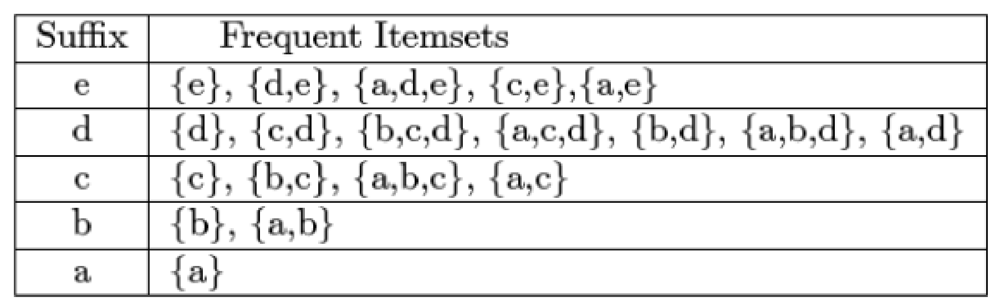 Suffix Frequent Itemsets
e {e}, {d,e}, {a,d,e}, {c,e},{a,e}
d {d}, {c,d}, {b,c,d}, {a,c,d}, {b,d}, {a,b,d}, {a,d}
c {c}, {b,c}, {a,b,c}, {a,c}
b {b}, {a,b}
a {a}